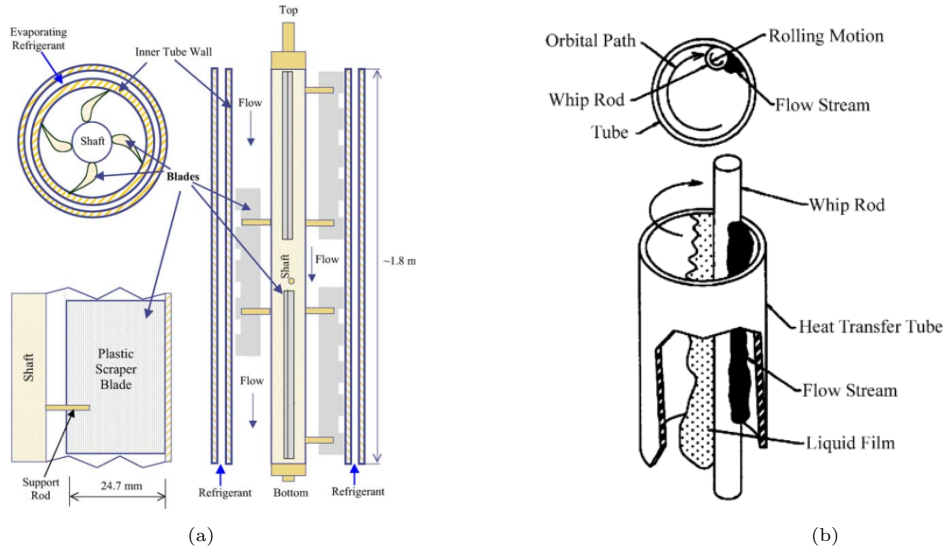 Top
Evaporating
Refrigerant
Inner Tube Wall
Flow
Shaft
Blades
Shaft
Flow
~1.8 m
Plastic
Scraper
Blade
Shaft
Flow
Support
Rod
24.7 mm
Refrigerant
Bottom
Refrigerant
(a)
Orbital Path
Rolling Motion
Whip Rod
Flow Stream
Tube
Whip Rod
Heat Transfer Tube
Flow Stream
Liquid Film
(b)